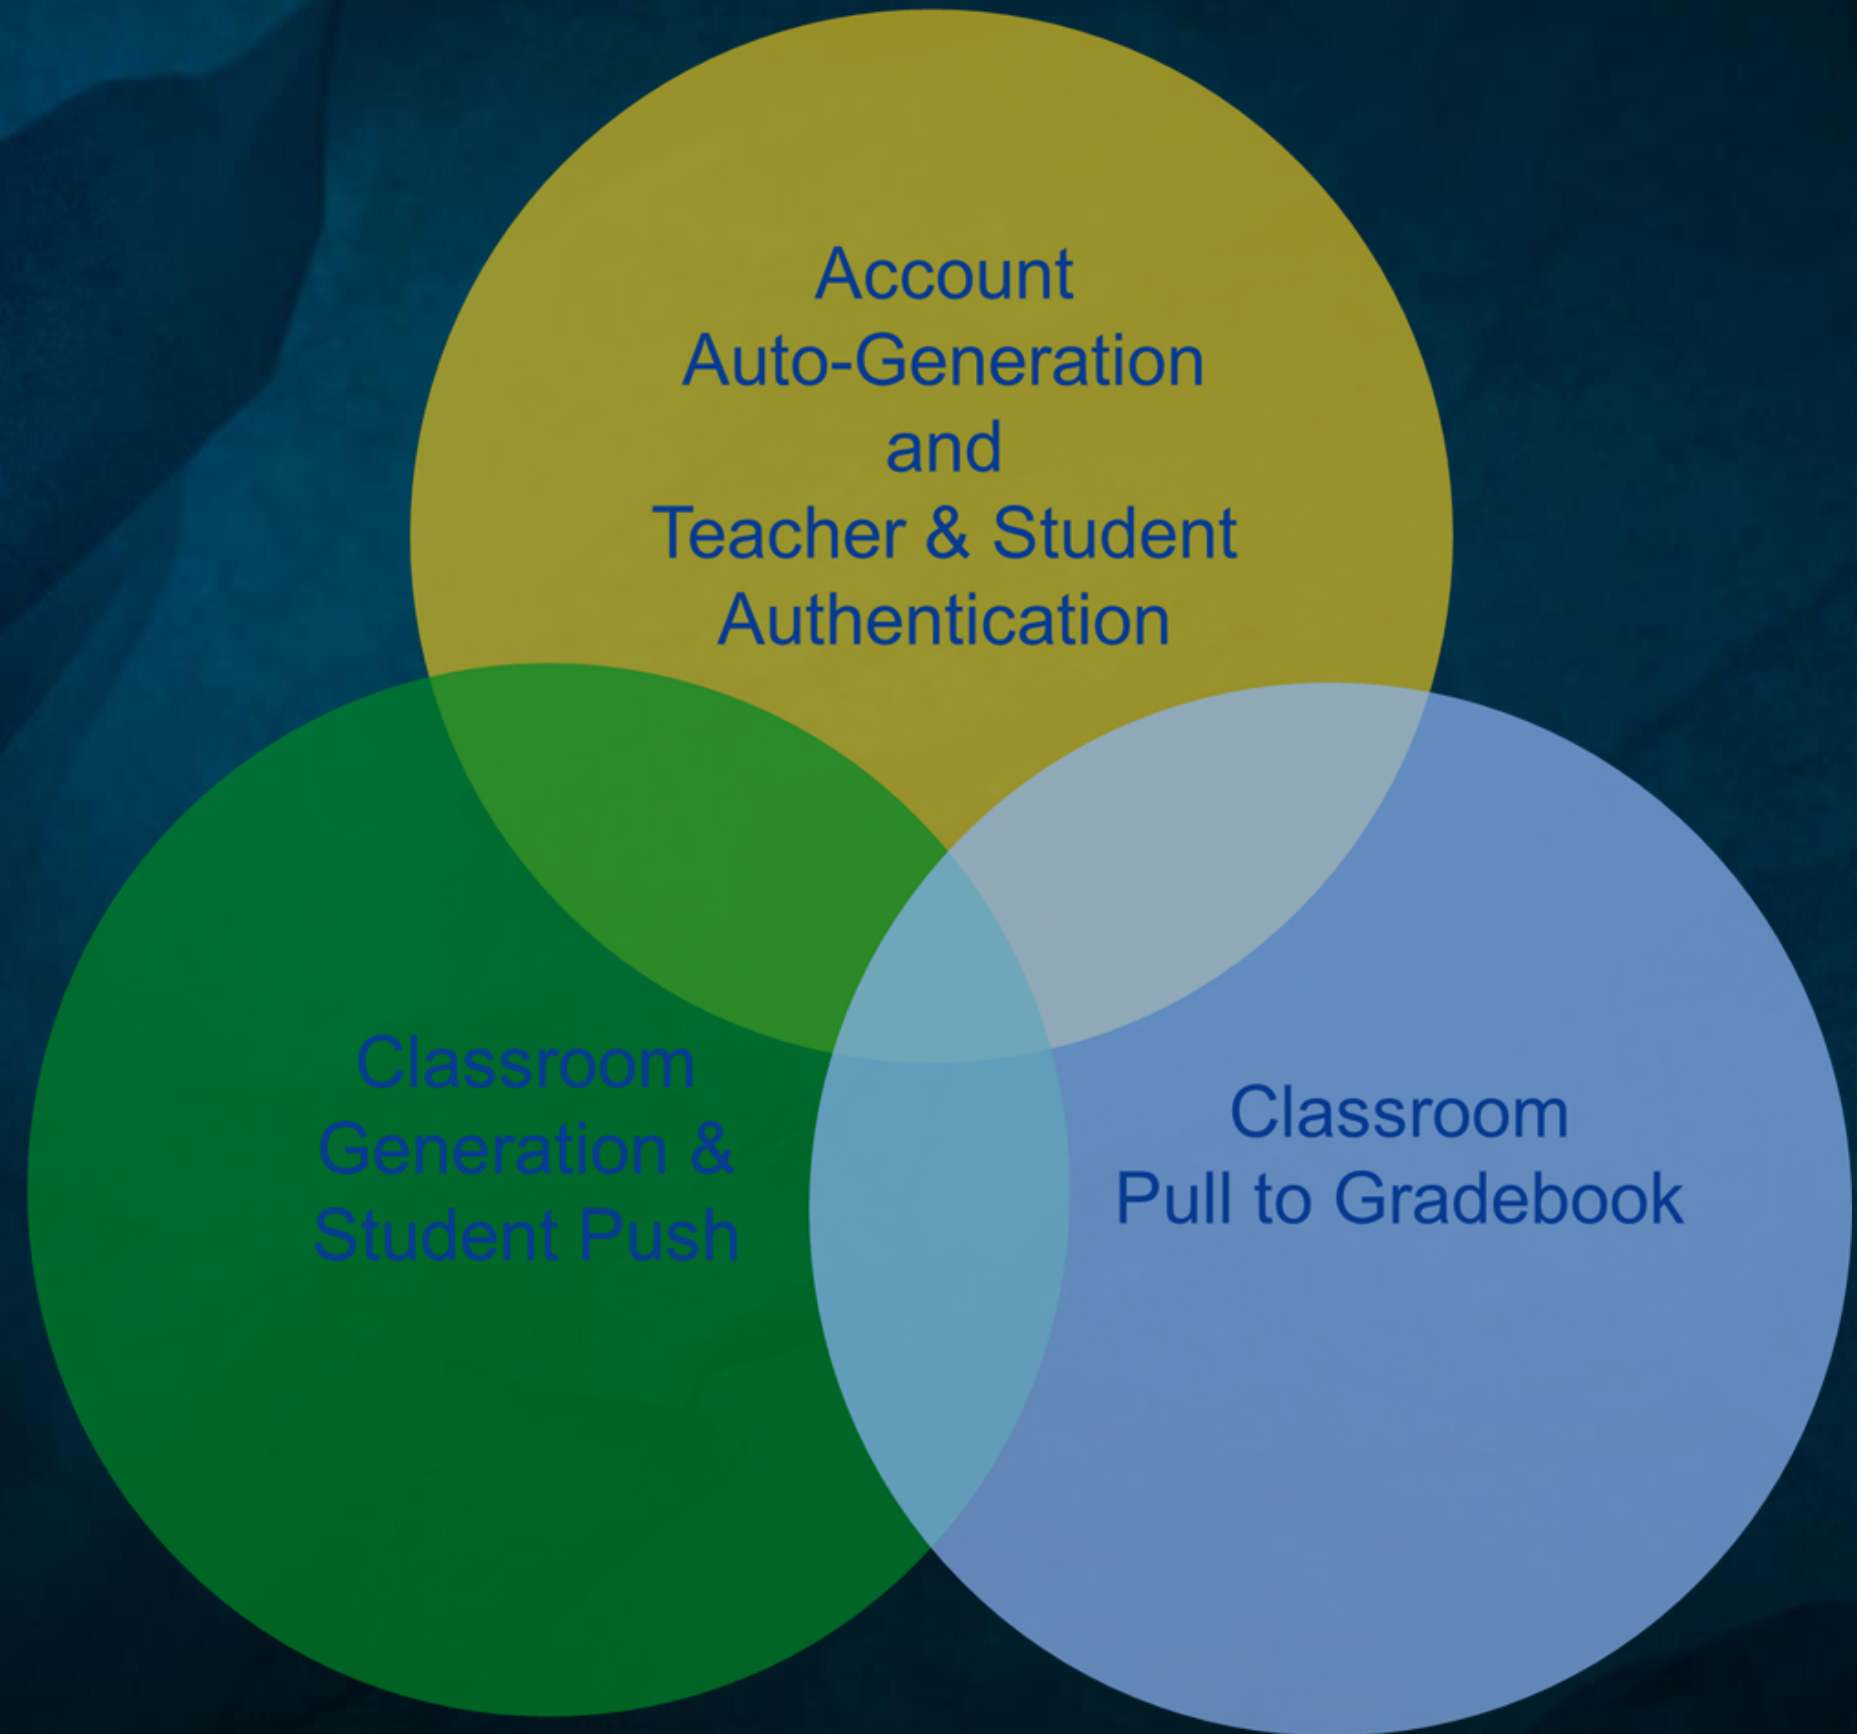 Account
Auto-Generation
and
Teacher & Student
Authentication
Classroom
Generation &
Student Push
Classroom
Pull to Gradebook